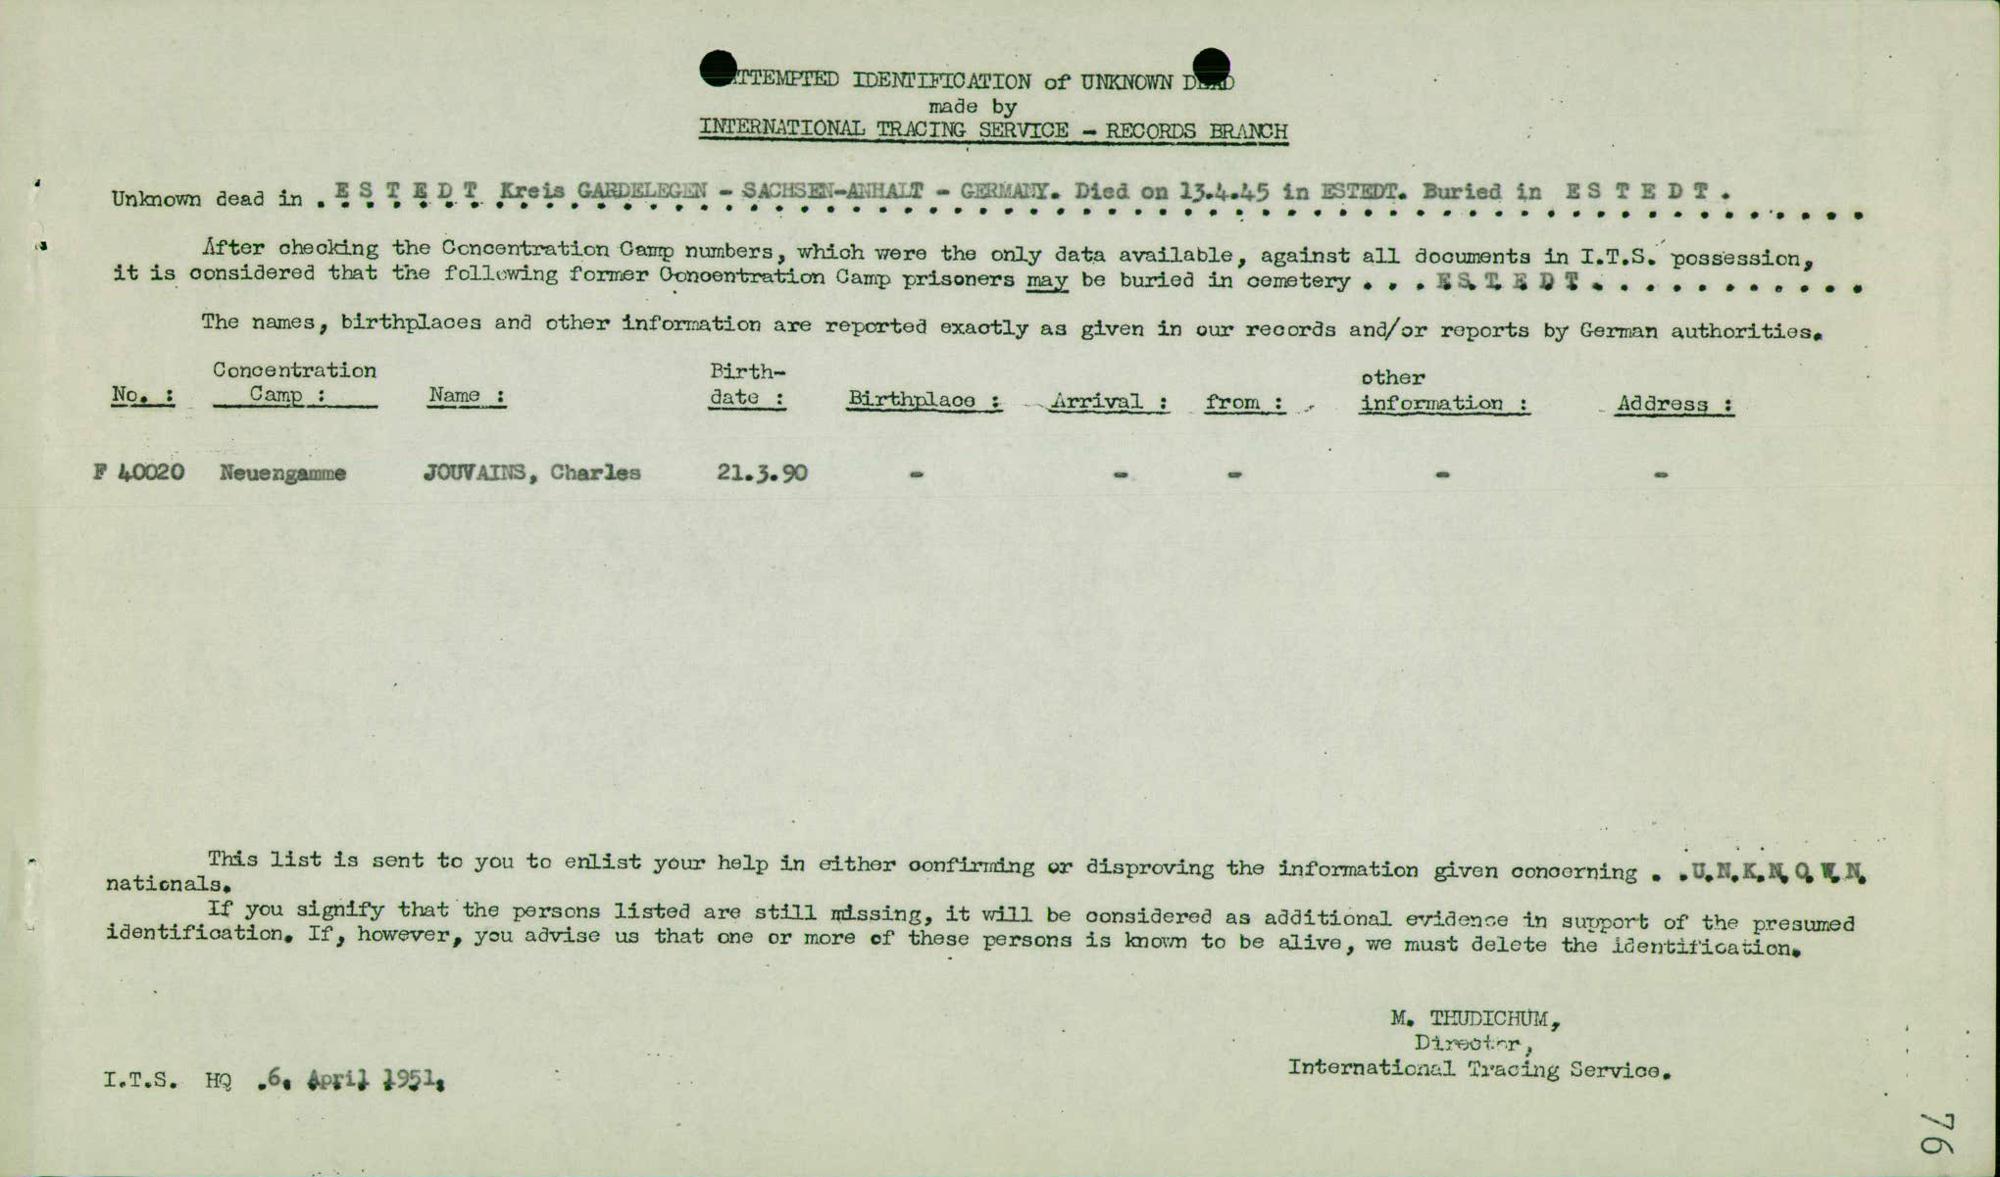 ATTEMPTED IDENTIFICATION of UNKNOWN DEAD
made by
INTERNATIONAL TRACING SERVICE - RECORDS BRANCH
Unknown dead in . E S T E D T Kreis GARDELEGEN - SACHSEN-ANHALT - GERMANY. Died on 13.4.45 in ESTEDT. Buried in E S T E D T .
After checking the Concentration Camp numbers, which were the only data available, against all documents in I.T.S. possession,
it is considered that the following former Concentration Camp prisoners may be buried in cemetery . . . E S T E D T . . . . . . . . . . .
The names, birthplaces and other information are reported exactly as given in our records and/or reports by German authorities.
No. : Concentration Camp : Name : Birth-date : Birthplace : Arrival : from : other information : Address :
F 40020 Neuengamme JOUVAINS, Charles 21.3.90 - - - - -
This list is sent to you to enlist your help in either confirming or disproving the information given concerning . . U.N.K.N.O.W.N.
nationals.
If you signify that the persons listed are still missing, it will be considered as additional evidence in support of the presumed
identification. If, however, you advise us that one or more of these persons is known to be alive, we must delete the identification.
M. THUDICHUM,
Director,
International Tracing Service.
I.T.S. HQ .6. April 1951.
76